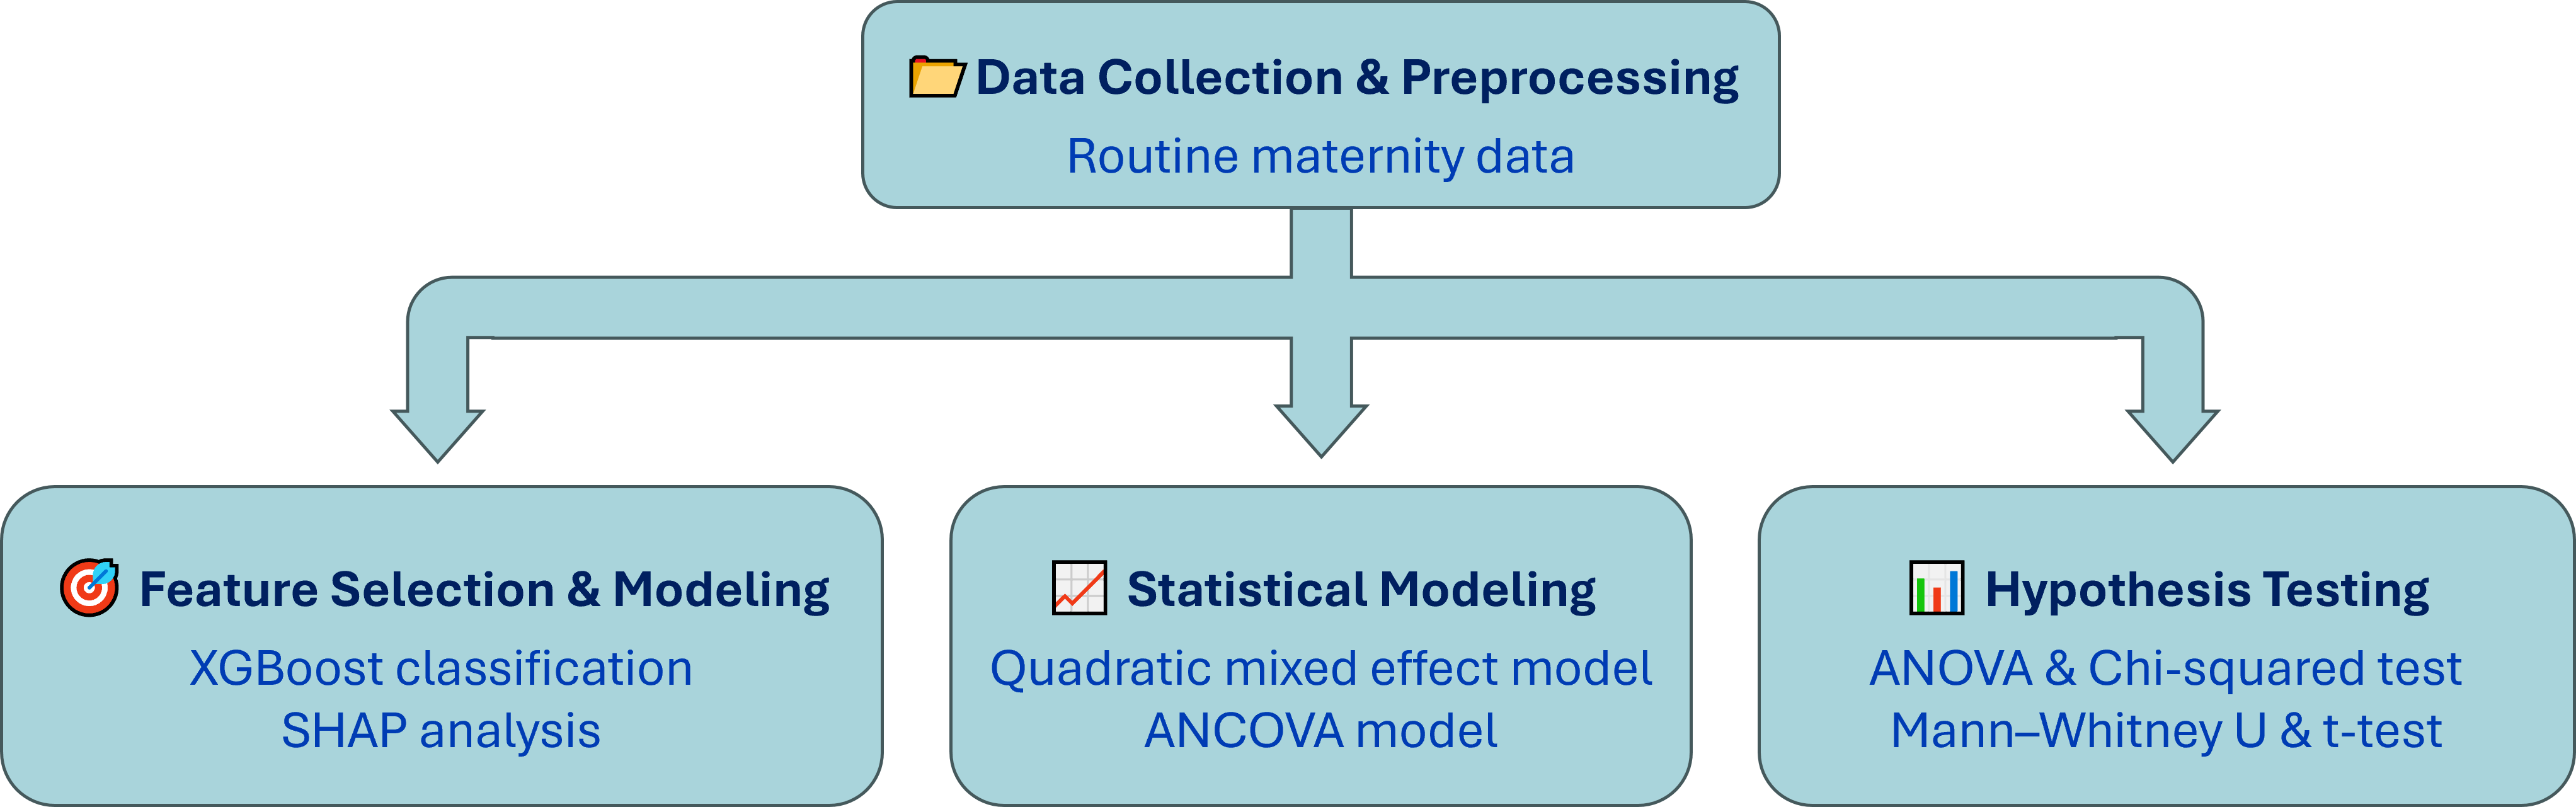 Data Collection & Preprocessing
Routine maternity data
Feature Selection & Modeling
XGBoost classification
SHAP analysis
Statistical Modeling
Quadratic mixed effect model
ANCOVA model
Hypothesis Testing
ANOVA & Chi-squared test
Mann–Whitney U & t-test